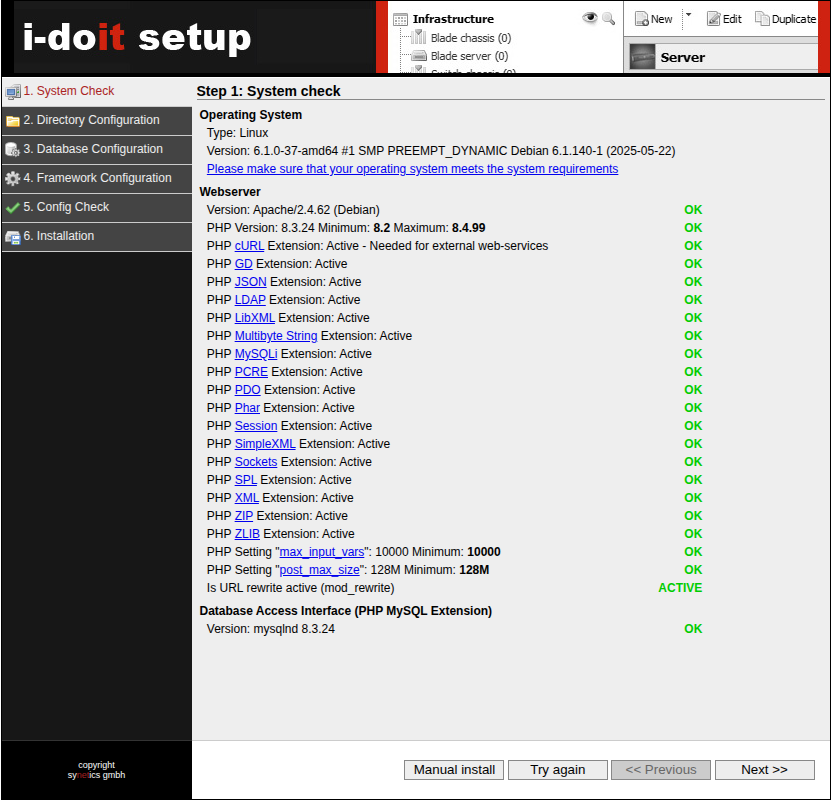 i-doit setup
Infrastructure
Blade chassis (0)
Blade server (0)
Switch chassis (0)
New
Edit
Duplicate
Server
1. System Check
2. Directory Configuration
3. Database Configuration
4. Framework Configuration
5. Config Check
6. Installation
Step 1: System check
Operating System
Type: Linux
Version: 6.1.0-37-amd64 #1 SMP PREEMPT_DYNAMIC Debian 6.1.140-1 (2025-05-22)
Please make sure that your operating system meets the system requirements
Webserver
Version: Apache/2.4.62 (Debian) OK
PHP Version: 8.3.24 Minimum: 8.2 Maximum: 8.4.99 OK
PHP cURL Extension: Active - Needed for external web-services OK
PHP GD Extension: Active OK
PHP JSON Extension: Active OK
PHP LDAP Extension: Active OK
PHP LibXML Extension: Active OK
PHP Multibyte String Extension: Active OK
PHP MySQLi Extension: Active OK
PHP PCRE Extension: Active OK
PHP PDO Extension: Active OK
PHP Phar Extension: Active OK
PHP Session Extension: Active OK
PHP SimpleXML Extension: Active OK
PHP Sockets Extension: Active OK
PHP SPL Extension: Active OK
PHP XML Extension: Active OK
PHP ZIP Extension: Active OK
PHP ZLIB Extension: Active OK
PHP Setting "max_input_vars": 10000 Minimum: 10000 OK
PHP Setting "post_max_size": 128M Minimum: 128M OK
Is URL rewrite active (mod_rewrite) ACTIVE
Database Access Interface (PHP MySQL Extension)
Version: mysqlnd 8.3.24 OK
copyright
synetics gmbh
Manual install
Try again
<< Previous
Next >>